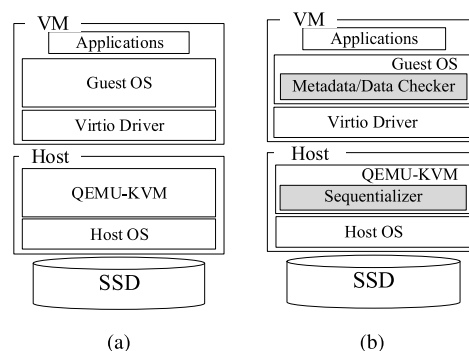 VM
Applications
Guest OS
Virtio Driver
Host
QEMU-KVM
Host OS
SSD
(a)
VM
Applications
Guest OS
Metadata/Data Checker
Virtio Driver
Host
QEMU-KVM
Sequentializer
Host OS
SSD
(b)